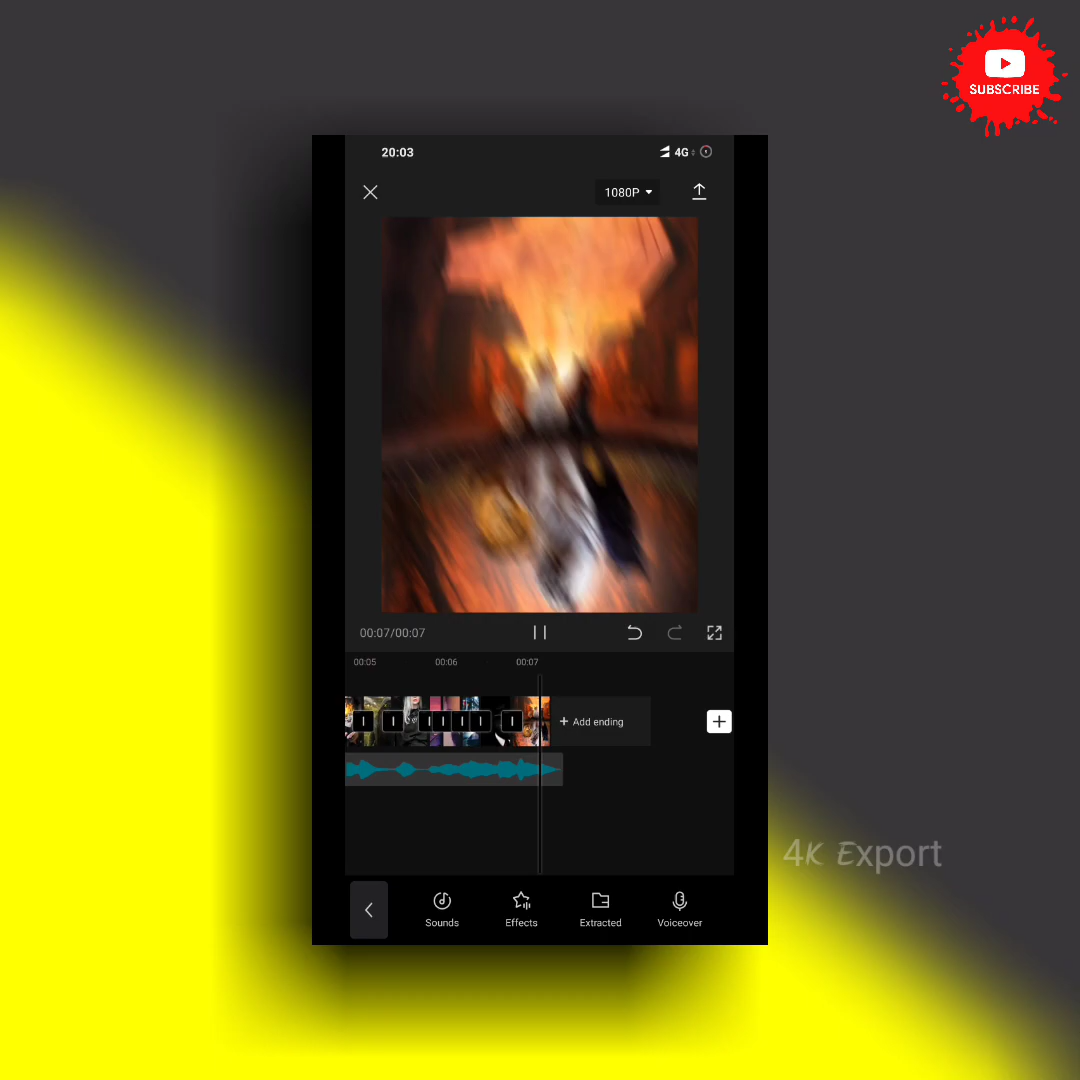 SUBSCRIBE
20:03
4G
1080P
00:07/00:07
00:05 00:06 00:07
+ Add ending
4K Export
Sounds Effects Extracted Voiceover